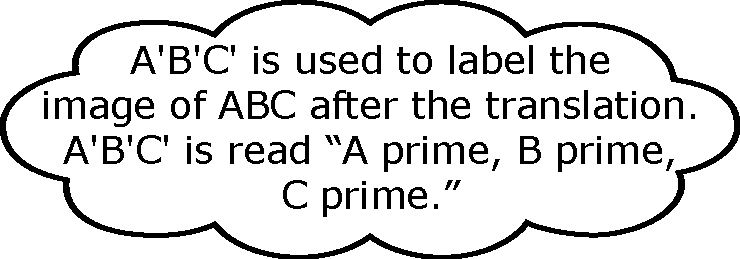 A'B'C' is used to label the
image of ABC after the translation.
A'B'C' is read “A prime, B prime,
C prime.”